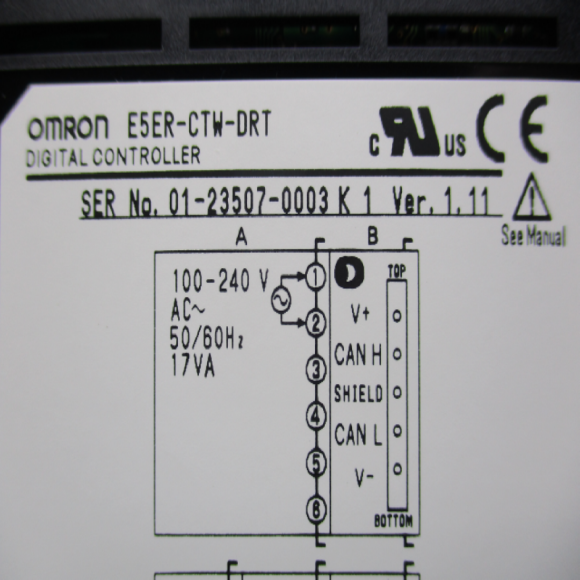 OMRON E5ER-CTW-DRT
DIGITAL CONTROLLER
c RU US CE
SER No. 01-23507-0003 K 1 Ver. 1.11
See Manual
A B
100-240 V
AC~
50/60Hz
17VA
1
2
3
4
5
6
TOP
V+
CAN H
SHIELD
CAN L
V-
BOTTOM